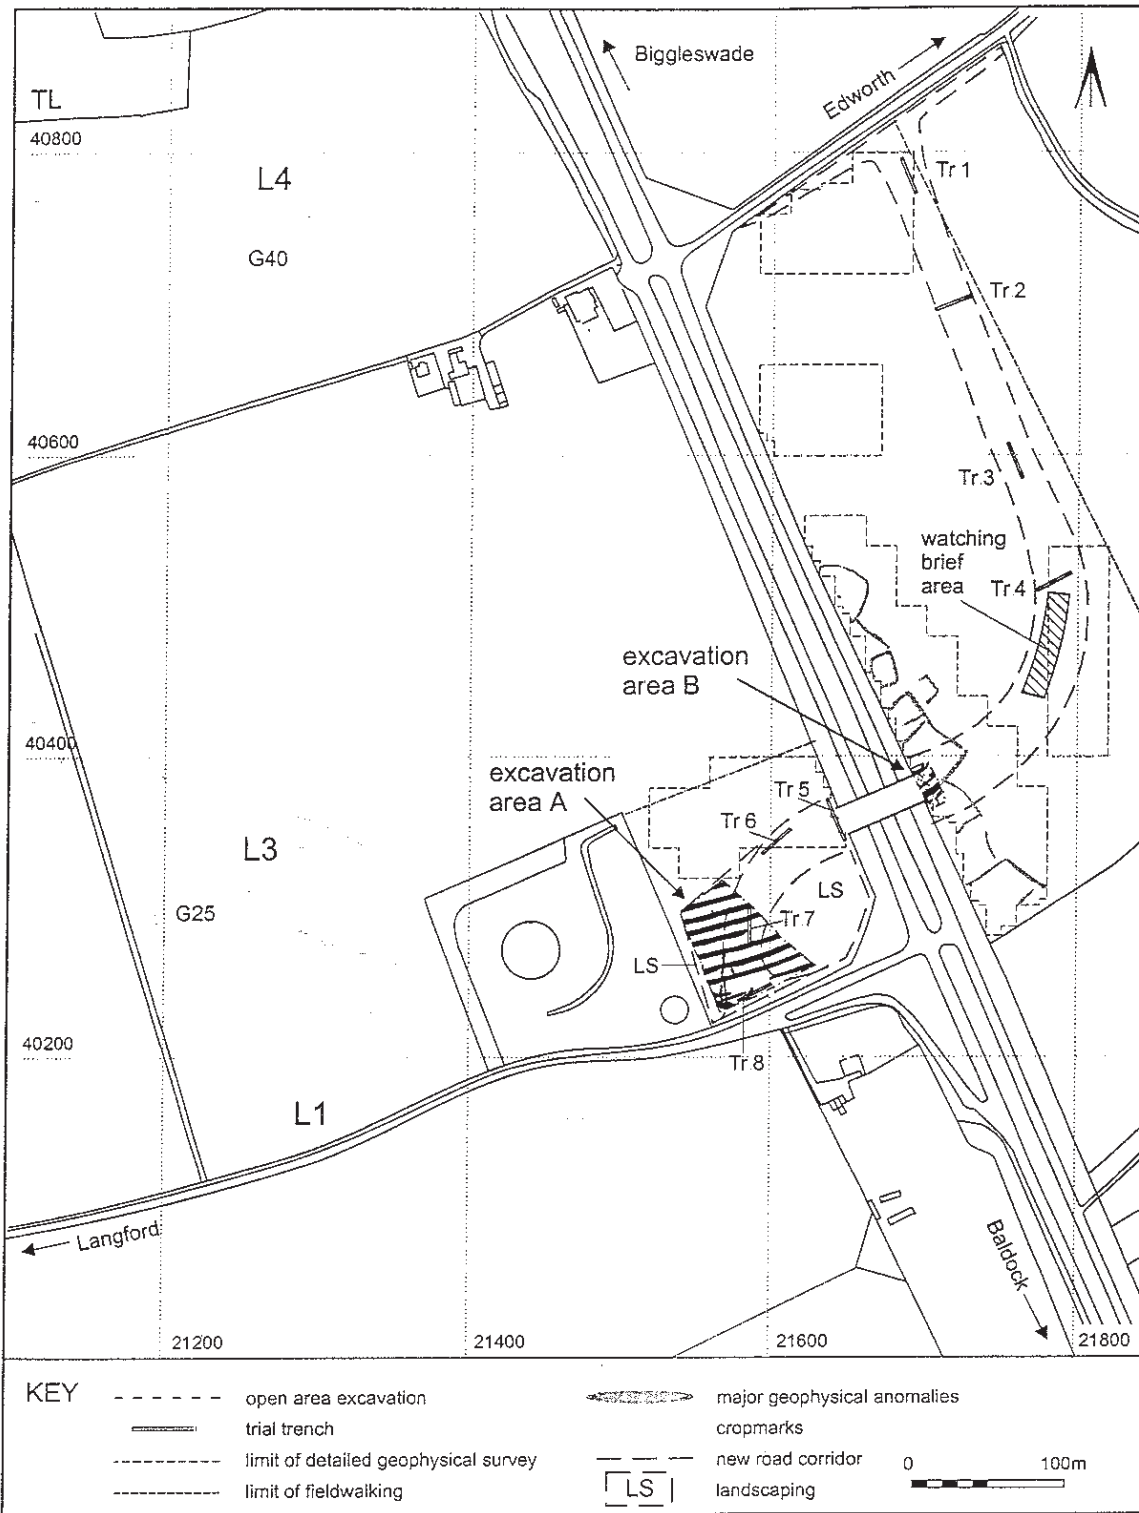 Biggleswade
Edworth
TL
40800
L4
Tr 1
G40
Tr.2
40600
Tr.3
watching
brief
area
Tr.4
excavation
area B
40400
excavation
area A
Tr 5
Tr 6
L3
LS
G25
Tr.7
LS
40200
Tr.8
L1
Langford
Baldock
21200
21400
21600
21800
KEY
open area excavation
trial trench
limit of detailed geophysical survey
limit of fieldwalking
major geophysical anomalies
cropmarks
new road corridor
LS
landscaping
0
100m